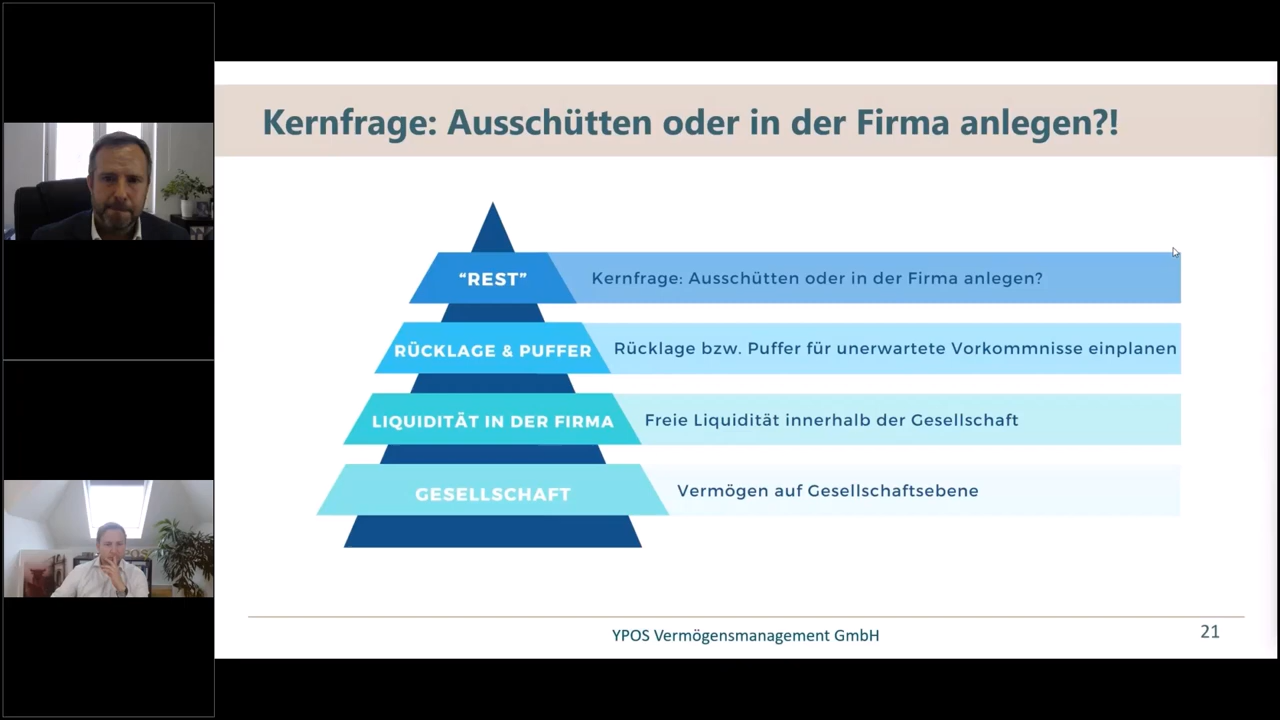 Kernfrage: Ausschütten oder in der Firma anlegen?!
“REST” Kernfrage: Ausschütten oder in der Firma anlegen?
RÜCKLAGE & PUFFER Rücklage bzw. Puffer für unerwartete Vorkommnisse einplanen
LIQUIDITÄT IN DER FIRMA Freie Liquidität innerhalb der Gesellschaft
GESELLSCHAFT Vermögen auf Gesellschaftsebene
YPOS Vermögensmanagement GmbH
21